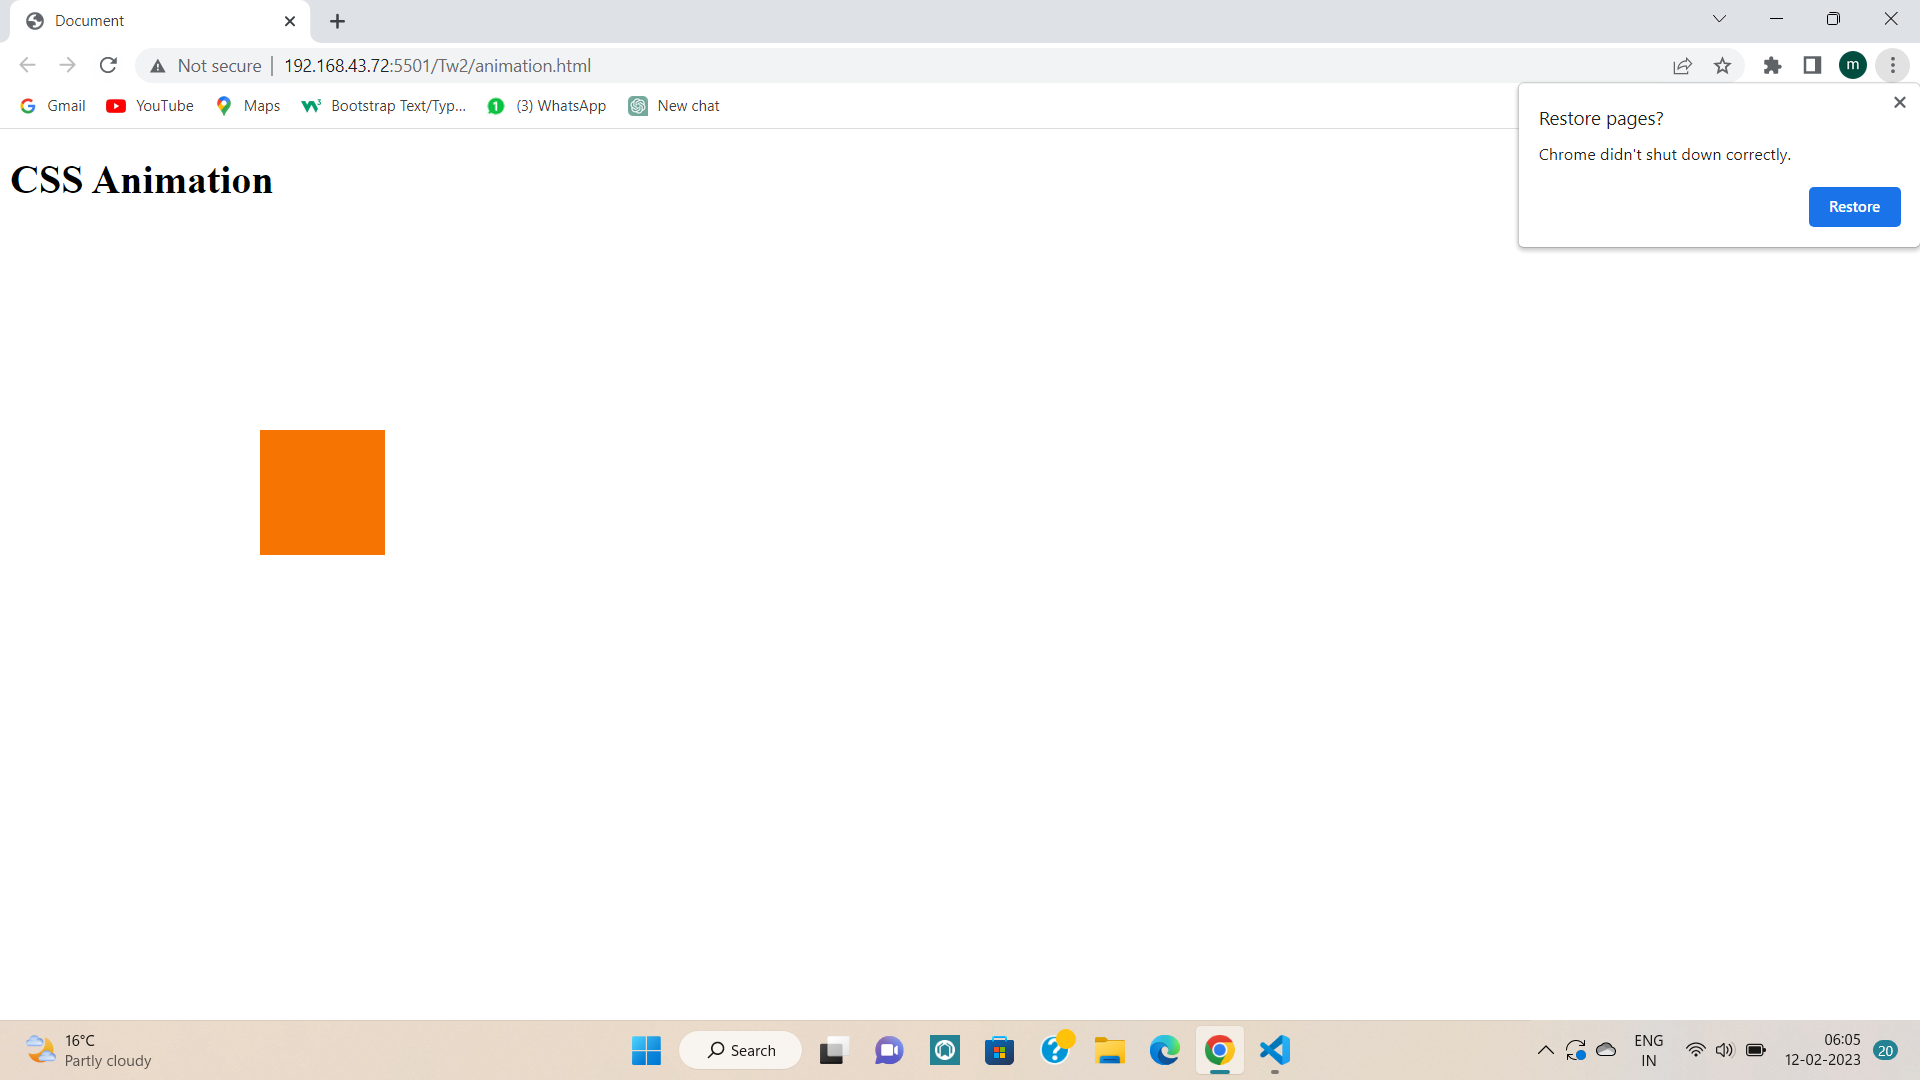 Document
Not secure
192.168.43.72:5501/Tw2/animation.html
m
Gmail
YouTube
Maps
Bootstrap Text/Typ...
(3) WhatsApp
New chat
Restore pages?
Chrome didn't shut down correctly.
Restore
CSS Animation
16°C
Partly cloudy
Search
ENG
IN
06:05
12-02-2023
20